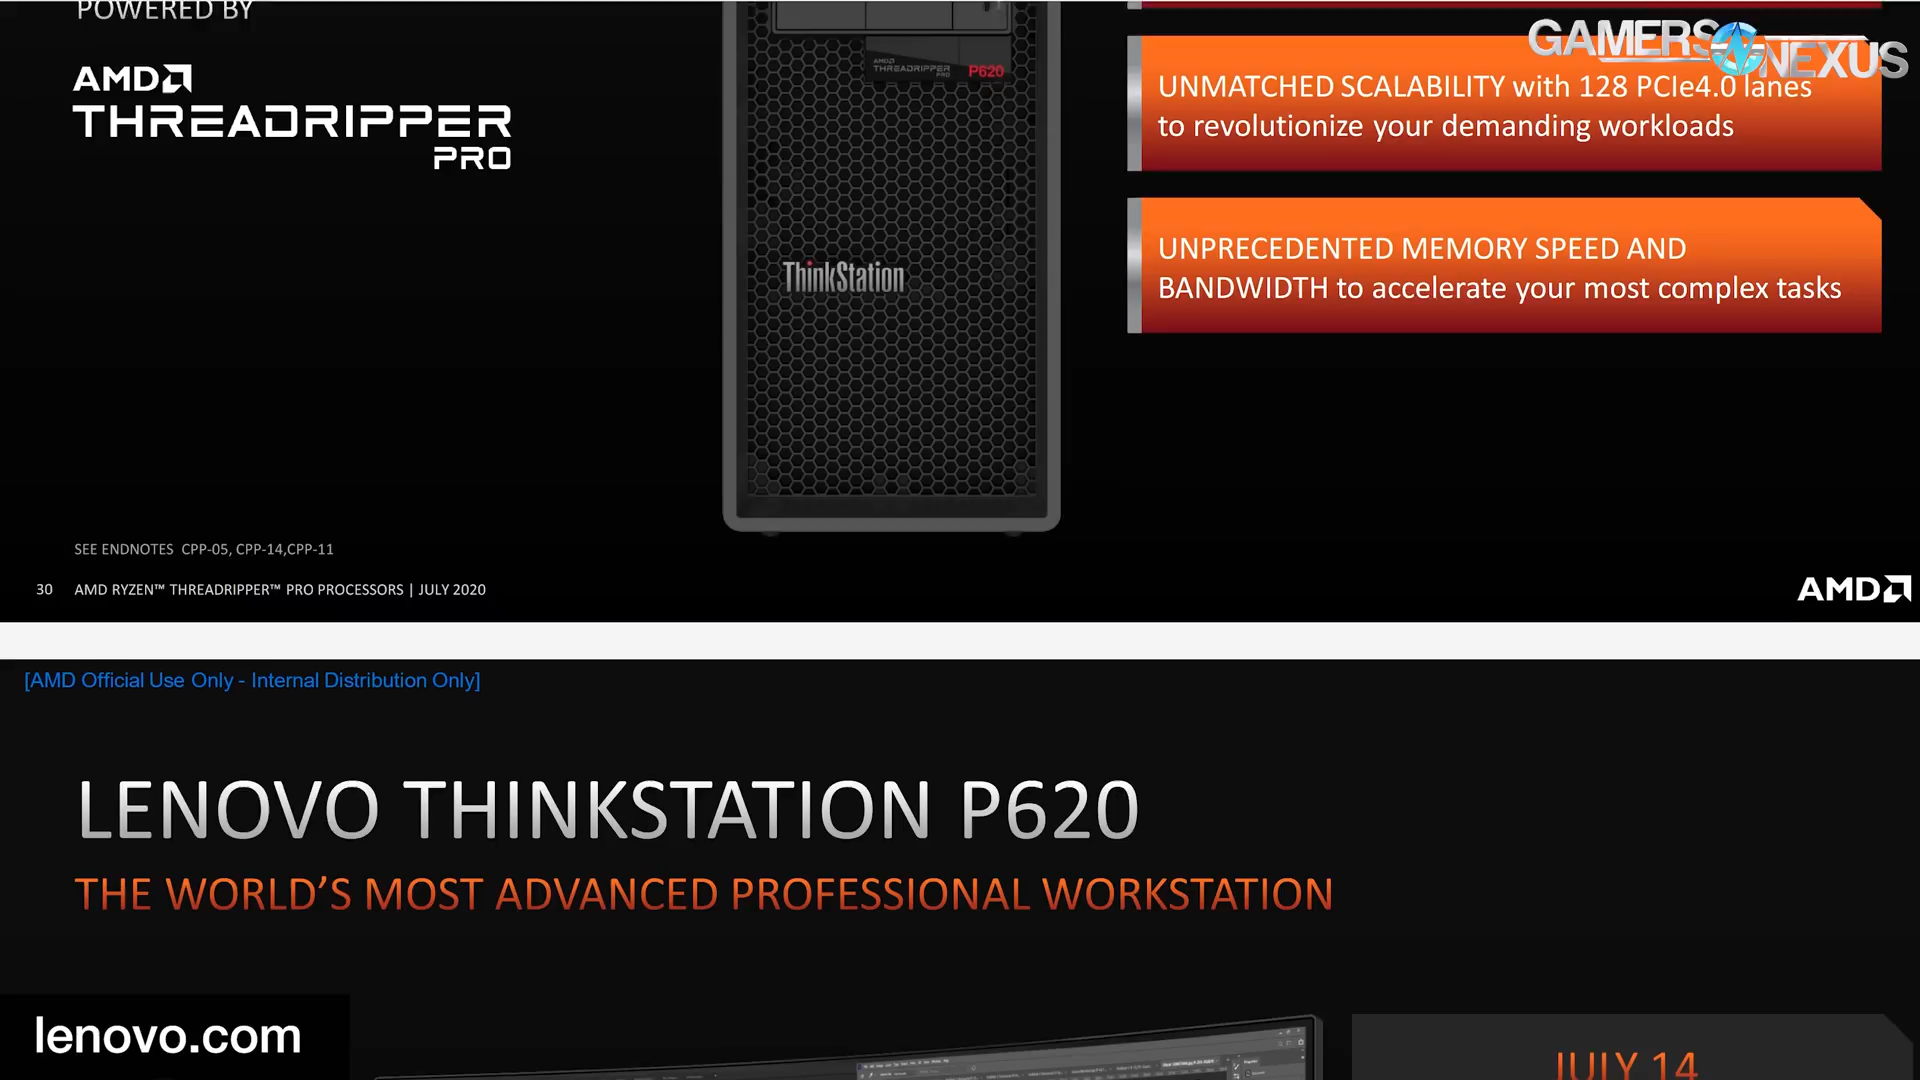 POWERED BY
AMD
THREADRIPPER
PRO
AMD
THREADRIPPER
PRO
P620
ThinkStation
GAMERS NEXUS
UNMATCHED SCALABILITY with 128 PCIe4.0 lanes
to revolutionize your demanding workloads
UNPRECEDENTED MEMORY SPEED AND
BANDWIDTH to accelerate your most complex tasks
SEE ENDNOTES CPP-05, CPP-14,CPP-11
30 AMD RYZEN™ THREADRIPPER™ PRO PROCESSORS | JULY 2020
AMD
[AMD Official Use Only - Internal Distribution Only]
LENOVO THINKSTATION P620
THE WORLD’S MOST ADVANCED PROFESSIONAL WORKSTATION
lenovo.com
JULY 14